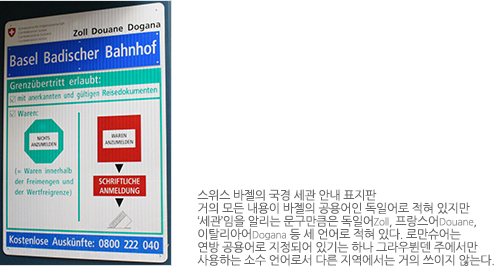 Zoll Douane Dogana
Basel Badischer Bahnhof
Grenzübertritt erlaubt:
mit anerkannten und gültigen Reisedokumenten
Waren:
NICHTS
ANZUMELDEN
WAREN
ANZUMELDEN
(= Waren innerhalb
der Freimengen und
der Wertfreigrenze)
SCHRIFTLICHE
ANMELDUNG
Kostenlose Auskünfte: 0800 222 040
스위스 바젤의 국경 세관 안내 표지판
거의 모든 내용이 바젤의 공용어인 독일어로 적혀 있지만
‘세관’임을 알리는 문구만큼은 독일어Zoll, 프랑스어Douane,
이탈리아어Dogana 등 세 언어로 적혀 있다. 로만슈어는
연방 공용어로 지정되어 있기는 하나 그라우뷘덴 주에서만
사용하는 소수 언어로서 다른 지역에서는 거의 쓰이지 않는다.